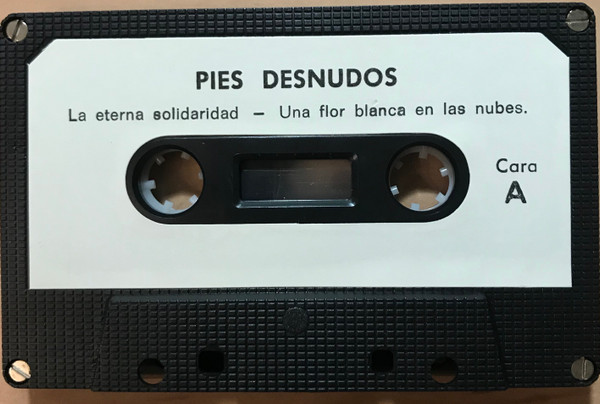 PIES DESNUDOS
La eterna solidaridad – Una flor blanca en las nubes.
Cara
A